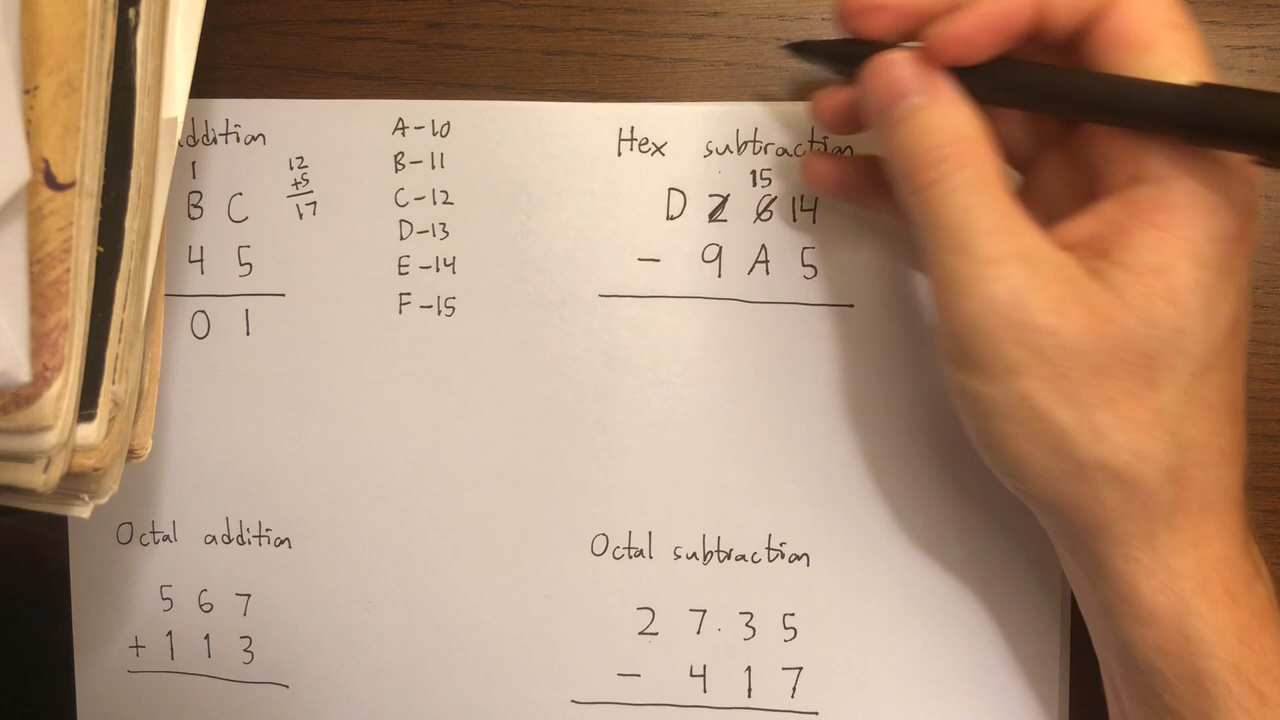 ddition
1
B C
4 5
0 1
12
+5
17
A-10
B-11
C-12
D-13
E-14
F-15
Hex subtraction
15
D 2 6 14
- 9 A 5
Octal addition
5 6 7
+ 1 1 3
Octal subtraction
2 7.3 5
- 4 1 7